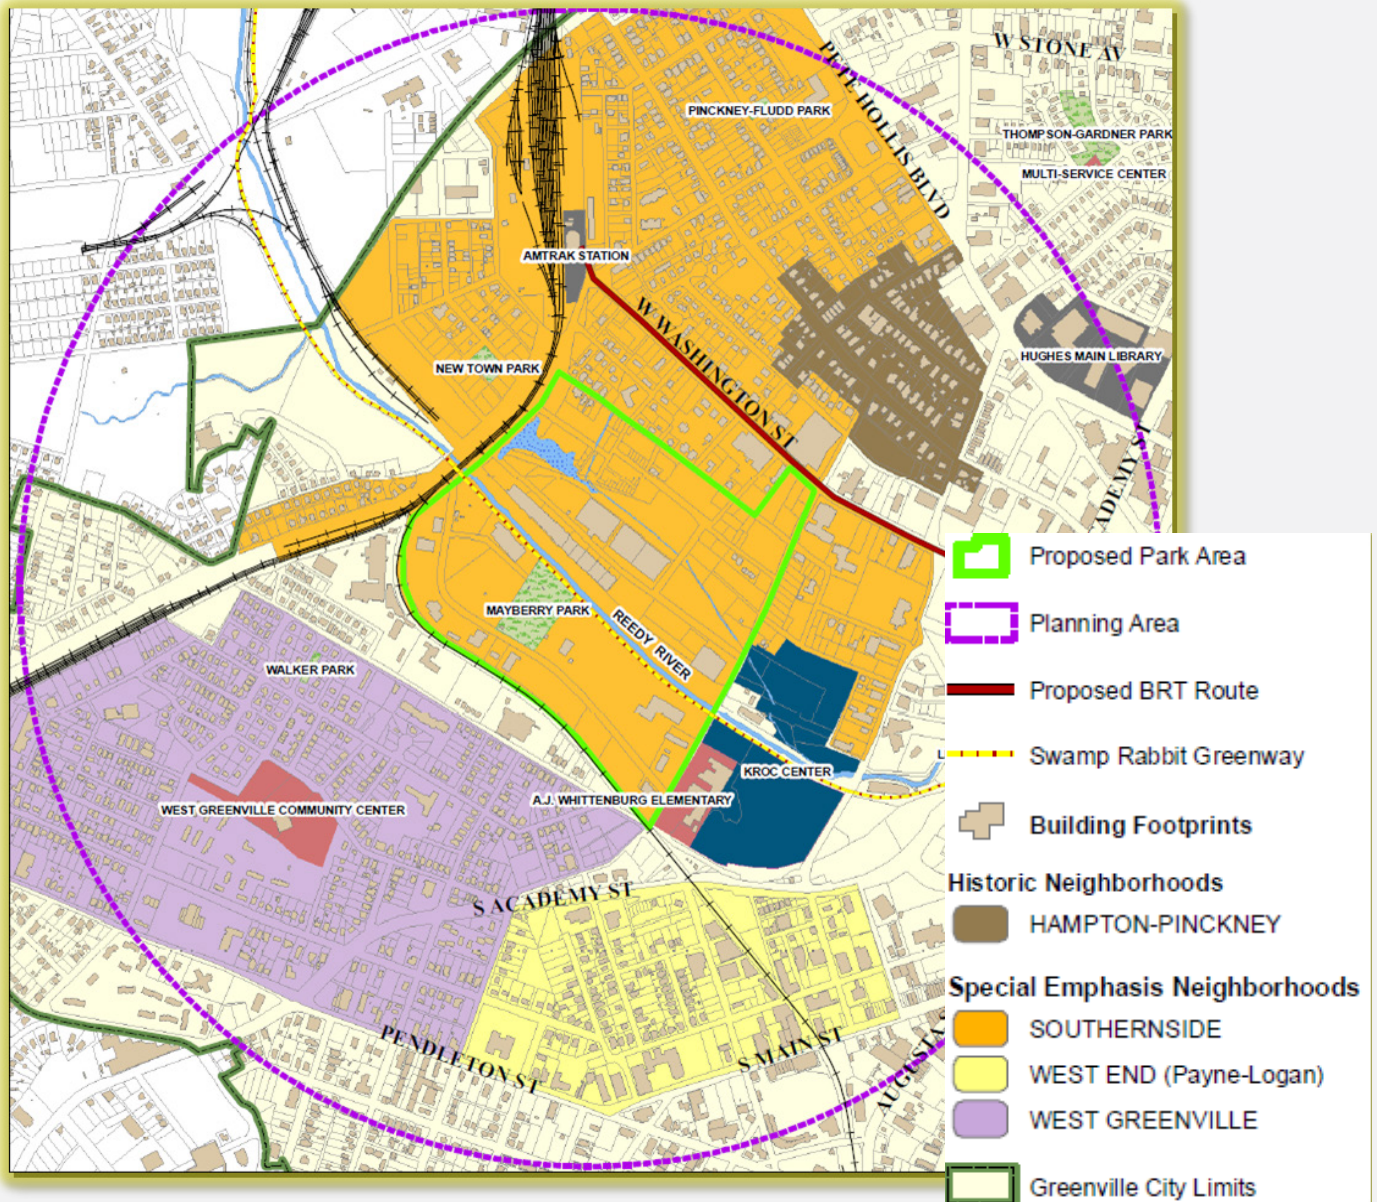 W STONE AV
PETE HOLLIS BLVD
PINCKNEY-FLUDD PARK
THOMPSON-GARDNER PARK
MULTI-SERVICE CENTER
AMTRAK STATION
W WASHINGTON ST
HUGHES MAIN LIBRARY
NEW TOWN PARK
ADEMY ST
MAYBERRY PARK
REEDY RIVER
WALKER PARK
L
KROC CENTER
A.J. WHITTENBURG ELEMENTARY
WEST GREENVILLE COMMUNITY CENTER
S ACADEMY ST
PENDLETON ST
S MAIN ST
AUGUSTA S
Proposed Park Area
Planning Area
Proposed BRT Route
Swamp Rabbit Greenway
Building Footprints
Historic Neighborhoods
HAMPTON-PINCKNEY
Special Emphasis Neighborhoods
SOUTHERNSIDE
WEST END (Payne-Logan)
WEST GREENVILLE
Greenville City Limits